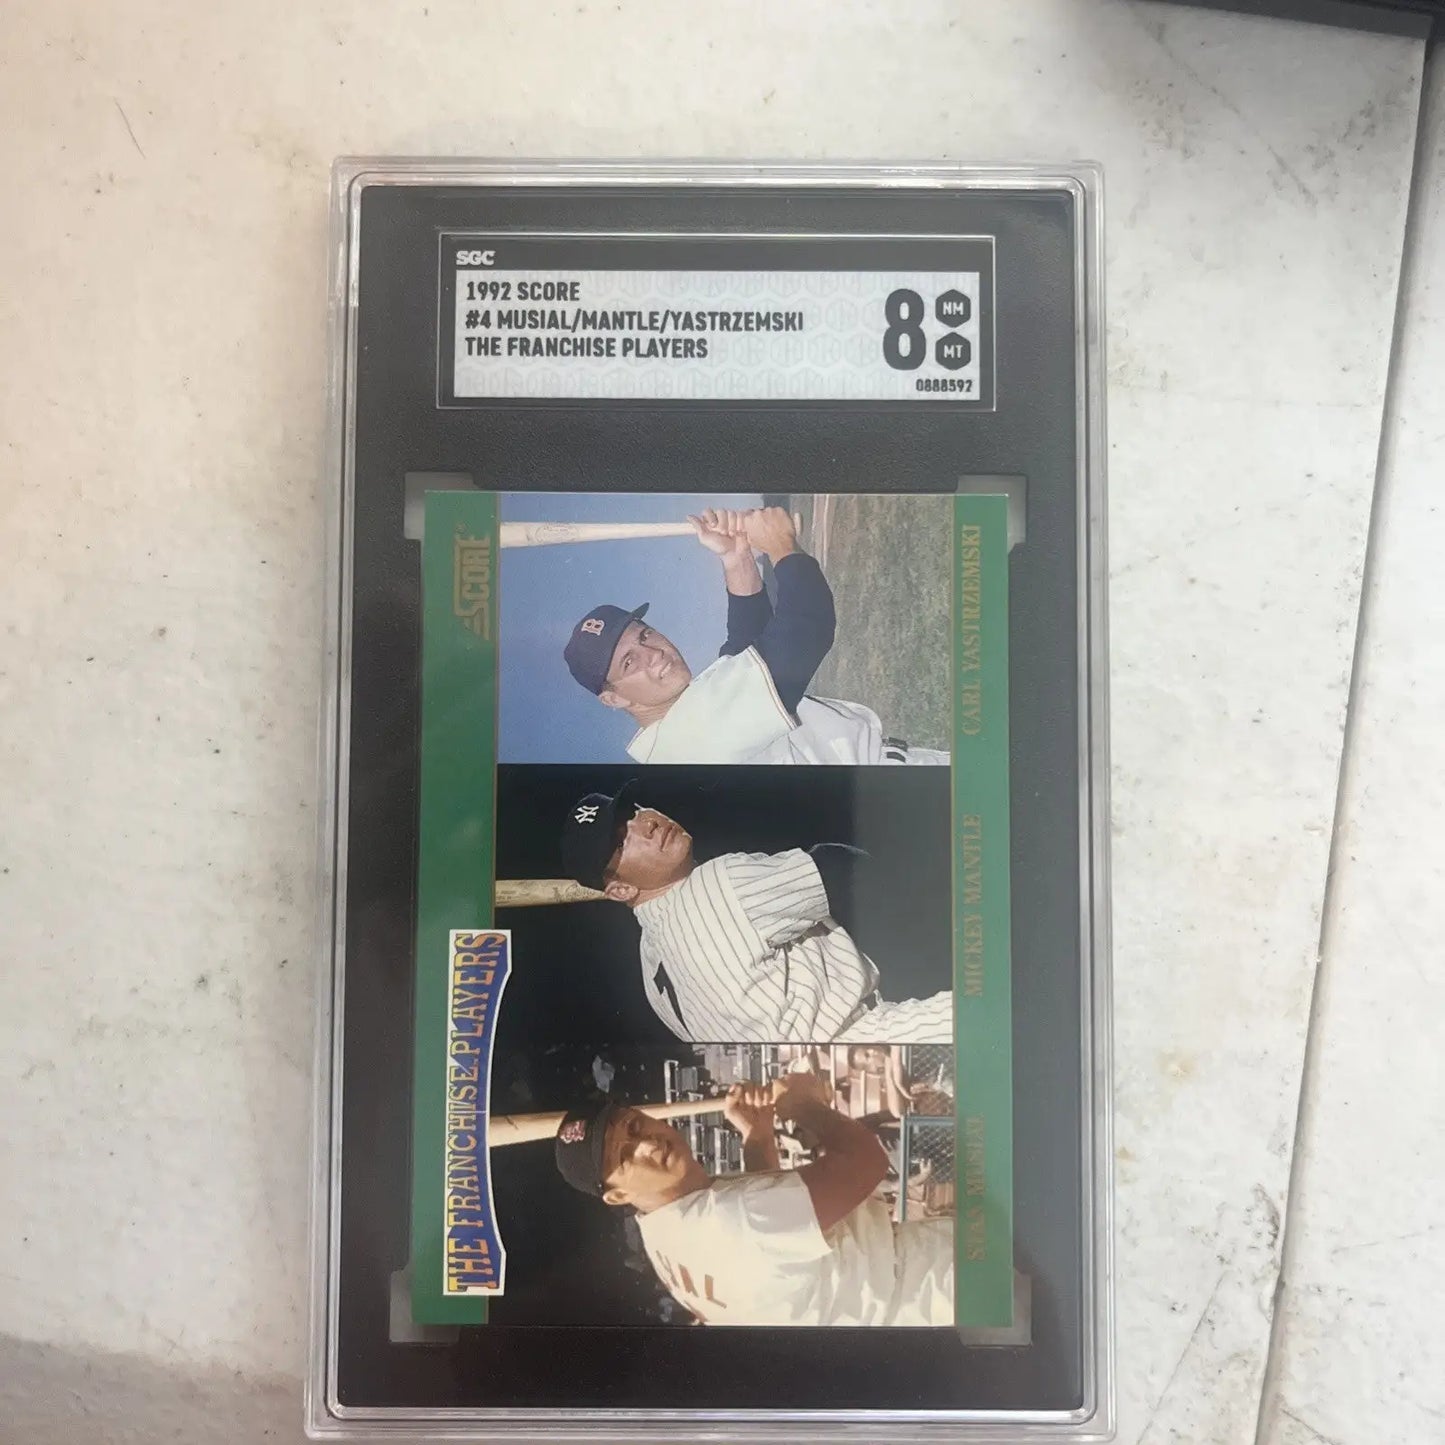 SGC
1992 SCORE
#4 MUSIAL/MANTLE/YASTRZEMSKI
THE FRANCHISE PLAYERS
8 NM MT
0888592
SCORE
THE FRANCHISE PLAYERS
B
NY
STAN MUSIAL
MICKEY MANTLE
CARL YASTRZEMSKI